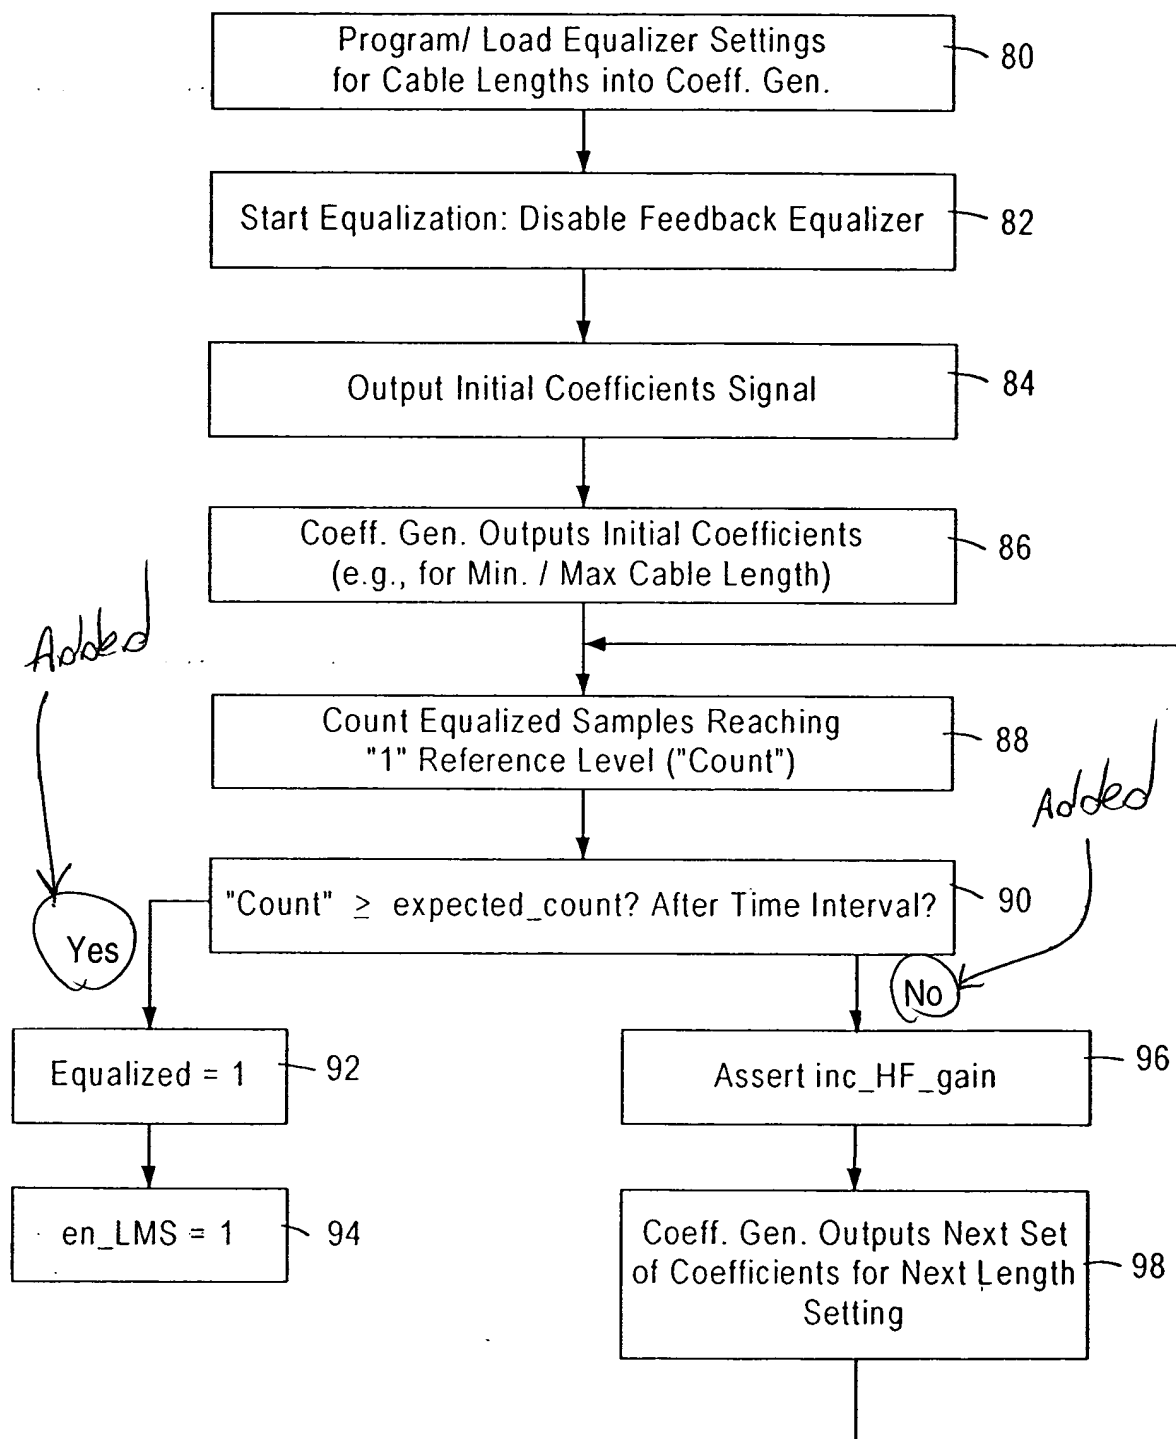 Program/ Load Equalizer Settings
for Cable Lengths into Coeff. Gen.
80
Start Equalization: Disable Feedback Equalizer
82
Output Initial Coefficients Signal
84
Coeff. Gen. Outputs Initial Coefficients
(e.g., for Min. / Max Cable Length)
86
Added
Count Equalized Samples Reaching
"1" Reference Level ("Count")
88
Added
"Count" ≥ expected_count? After Time Interval?
90
Yes
No
Equalized = 1
92
Assert inc_HF_gain
96
en_LMS = 1
94
Coeff. Gen. Outputs Next Set
of Coefficients for Next Length
Setting
98